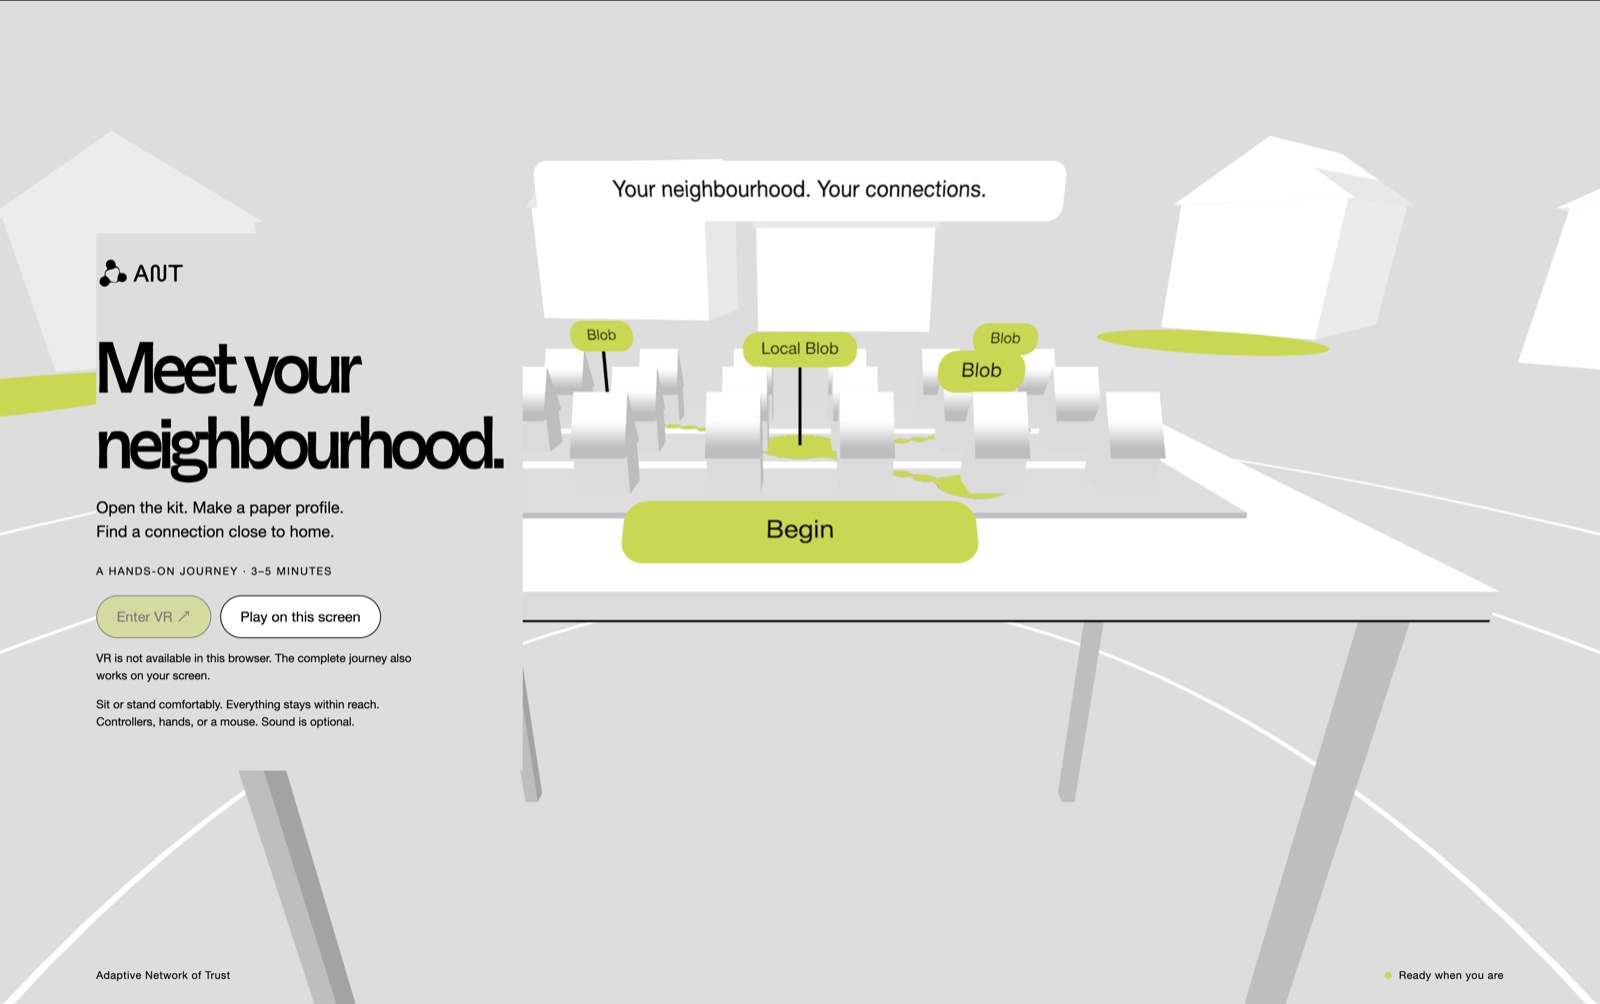 ANT
Meet your
neighbourhood.
Open the kit. Make a paper profile.
Find a connection close to home.
A HANDS-ON JOURNEY · 3–5 MINUTES
Enter VR ↗
Play on this screen
VR is not available in this browser. The complete journey also
works on your screen.
Sit or stand comfortably. Everything stays within reach.
Controllers, hands, or a mouse. Sound is optional.
Your neighbourhood. Your connections.
Blob
Local Blob
Blob
Blob
Begin
Adaptive Network of Trust
Ready when you are